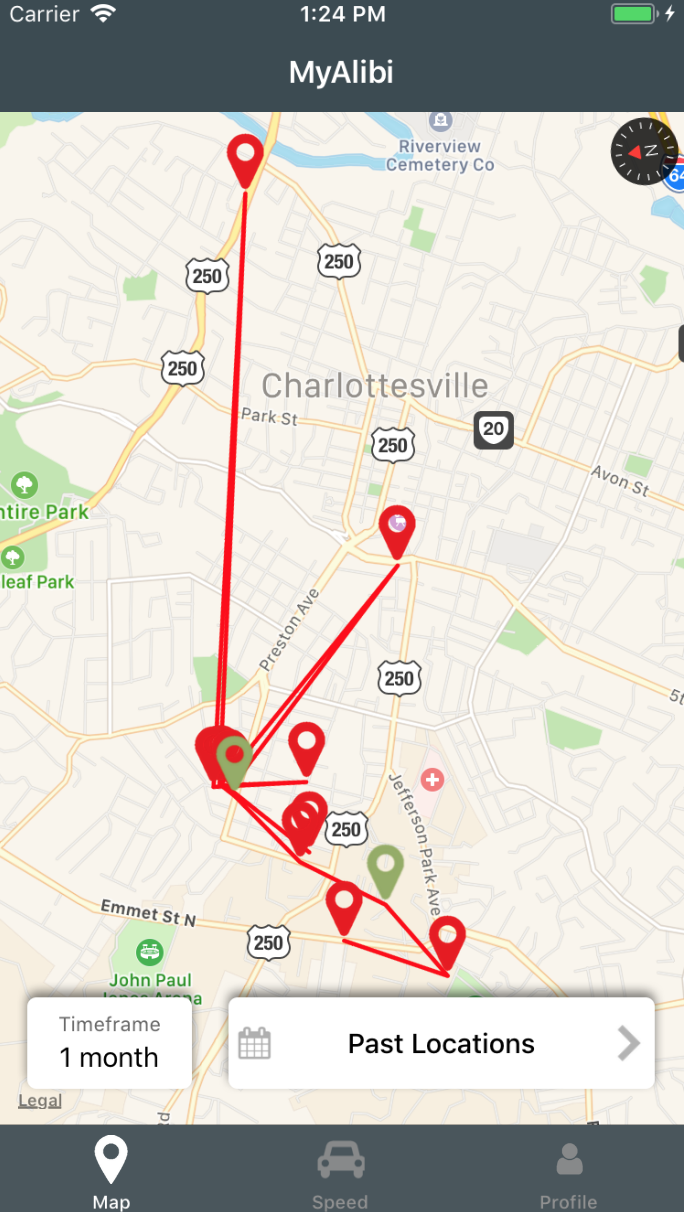 Carrier
1:24 PM
MyAlibi
Riverview
Cemetery Co
N
64
250
250
250
Charlottesville
Park St
20
250
Avon St
ntire Park
leaf Park
Preston Ave
250
5t
Jefferson Park Ave
250
Emmet St N
250
John Paul
Jones Arena
Timeframe
1 month
Past Locations
Legal
Map
Speed
Profile